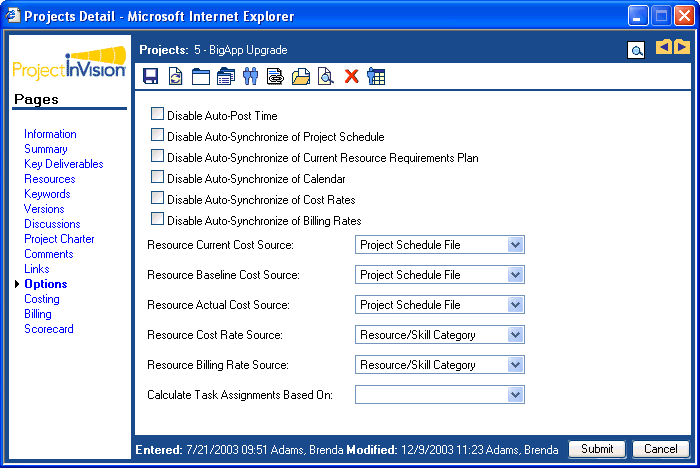 Projects Detail - Microsoft Internet Explorer
ProjectinVision
Projects: 5 - BigApp Upgrade
Pages
Information
Summary
Key Deliverables
Resources
Keywords
Versions
Discussions
Project Charter
Comments
Links
Options
Costing
Billing
Scorecard
Disable Auto-Post Time
Disable Auto-Synchronize of Project Schedule
Disable Auto-Synchronize of Current Resource Requirements Plan
Disable Auto-Synchronize of Calendar
Disable Auto-Synchronize of Cost Rates
Disable Auto-Synchronize of Billing Rates
Resource Current Cost Source: Project Schedule File
Resource Baseline Cost Source: Project Schedule File
Resource Actual Cost Source: Project Schedule File
Resource Cost Rate Source: Resource/Skill Category
Resource Billing Rate Source: Resource/Skill Category
Calculate Task Assignments Based On:
Entered: 7/21/2003 09:51 Adams, Brenda Modified: 12/9/2003 11:23 Adams, Brenda Submit Cancel